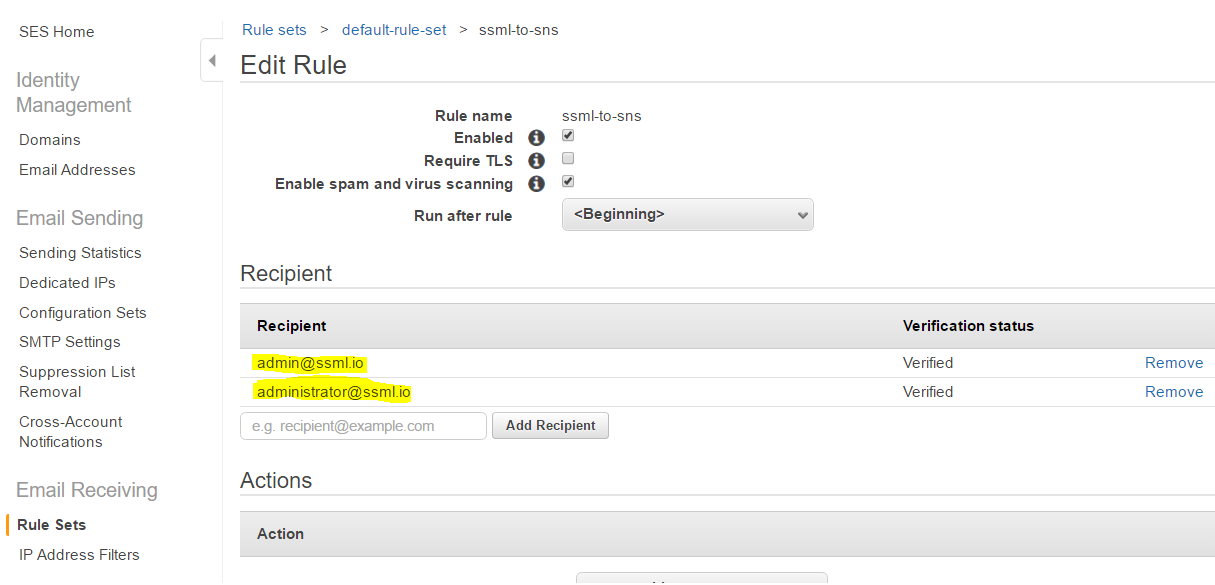 SES Home
Identity
Management
Domains
Email Addresses
Email Sending
Sending Statistics
Dedicated IPs
Configuration Sets
SMTP Settings
Suppression List
Removal
Cross-Account
Notifications
Email Receiving
Rule Sets
IP Address Filters
Rule sets > default-rule-set > ssml-to-sns
Edit Rule
Rule name ssml-to-sns
Enabled
Require TLS
Enable spam and virus scanning
Run after rule <Beginning>
Recipient
Recipient Verification status
admin@ssml.io Verified Remove
administrator@ssml.io Verified Remove
e.g. recipient@example.com Add Recipient
Actions
Action